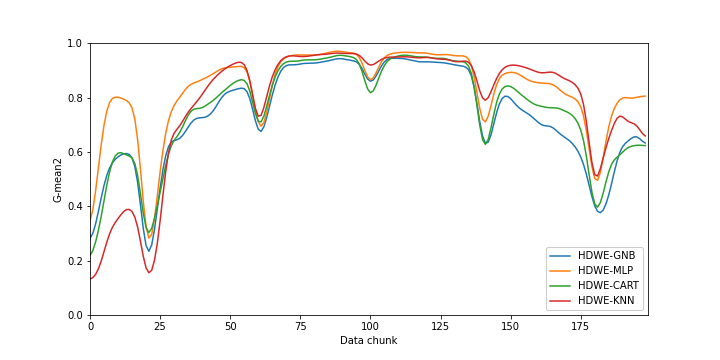 1.0
0.8
0.6
0.4
0.2
0.0
G-mean2
0 25 50 75 100 125 150 175
Data chunk
HDWE-GNB
HDWE-MLP
HDWE-CART
HDWE-KNN